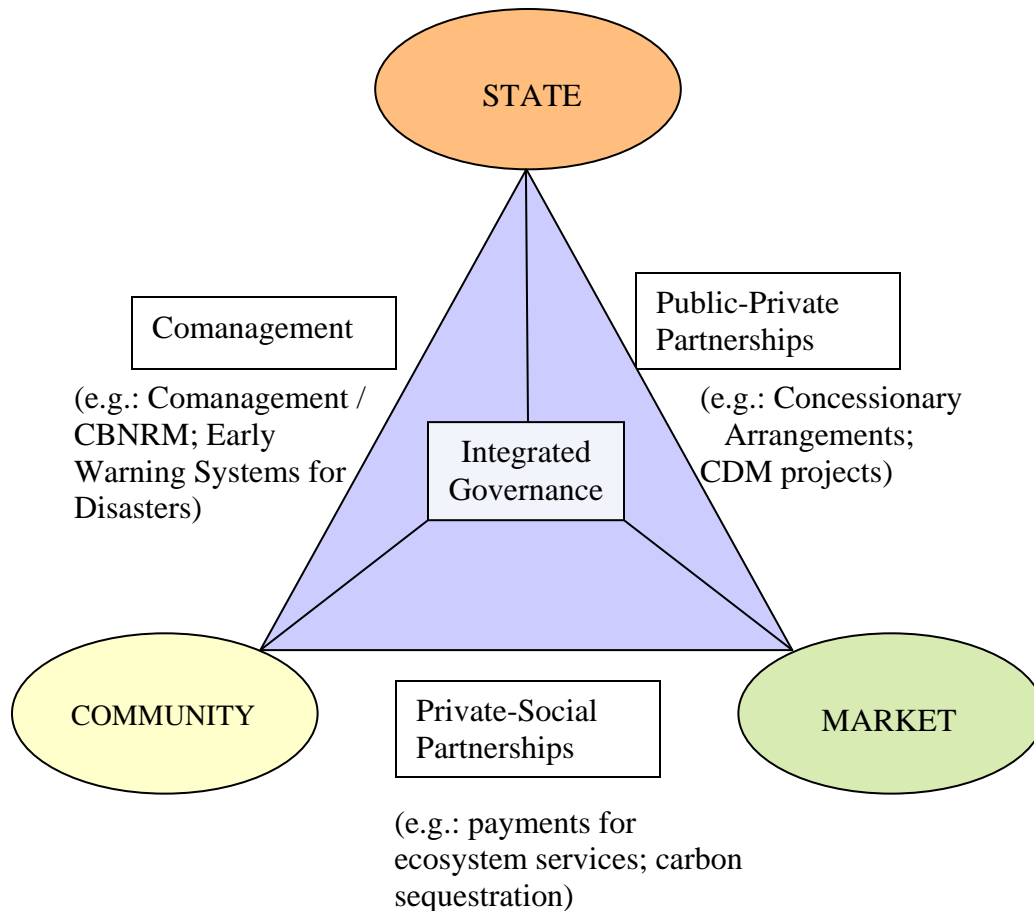 STATE
Comanagement
(e.g.: Comanagement /
CBNRM; Early
Warning Systems for
Disasters)
Public-Private
Partnerships
(e.g.: Concessionary
Arrangements;
CDM projects)
Integrated
Governance
COMMUNITY
Private-Social
Partnerships
(e.g.: payments for
ecosystem services; carbon
sequestration)
MARKET